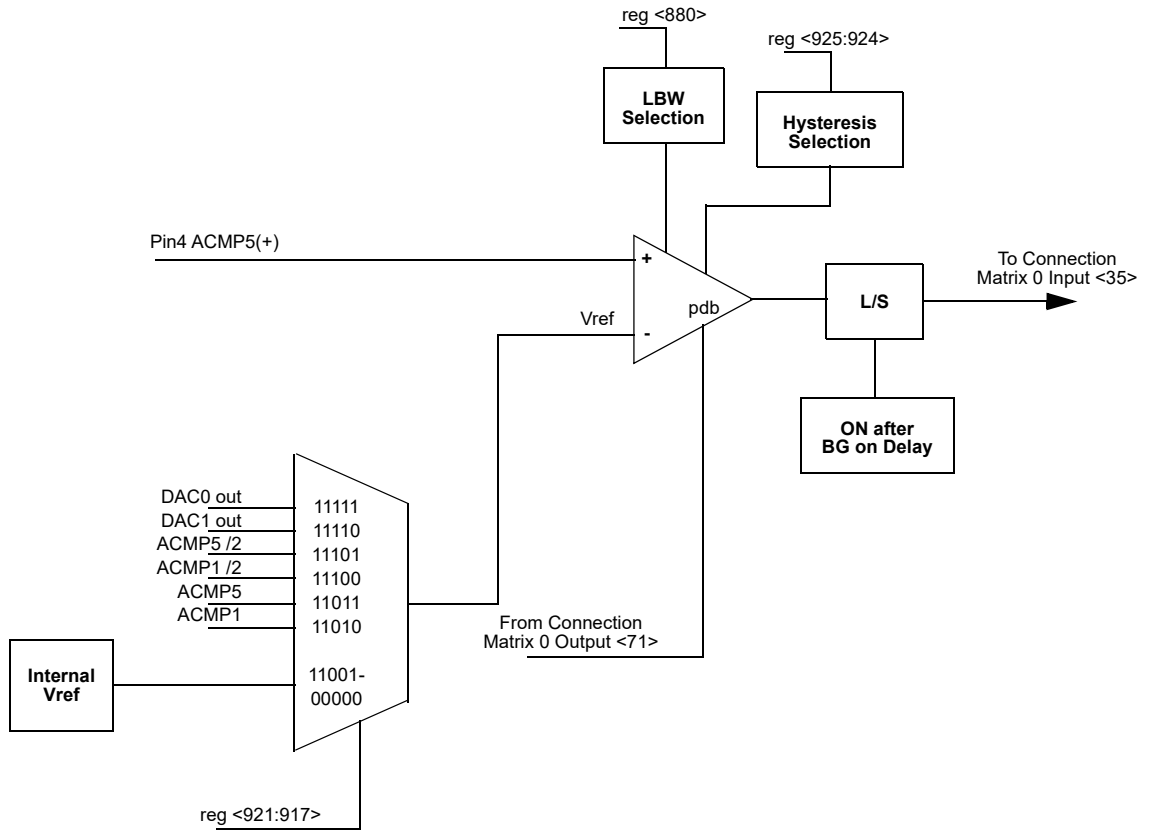 reg <880>
reg <925:924>
LBW
Selection
Hysteresis
Selection
Pin4 ACMP5(+)
+
To Connection
Matrix 0 Input <35>
L/S
pdb
Vref
-
ON after
BG on Delay
DAC0 out
11111
DAC1 out
11110
ACMP5 /2
11101
ACMP1 /2
11100
ACMP5
11011
ACMP1
11010
From Connection
Matrix 0 Output <71>
Internal
Vref
11001-
00000
reg <921:917>